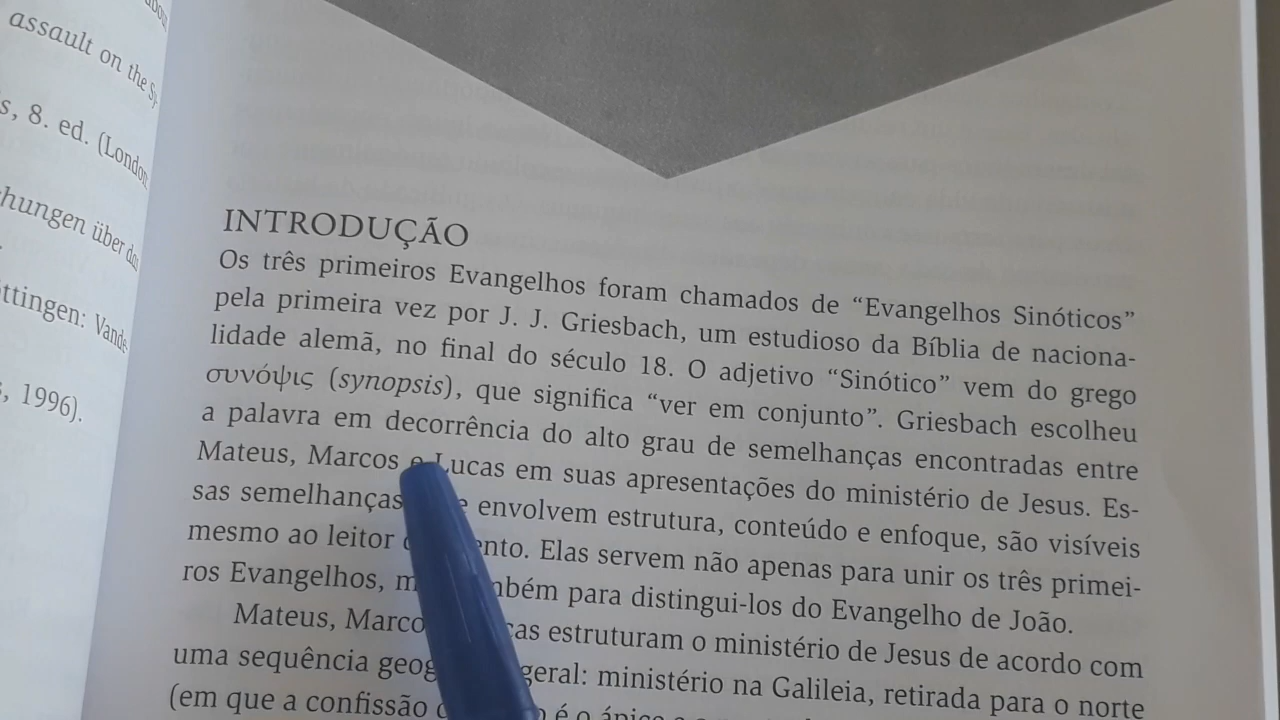 assault on the
s, 8. ed. (London
chungen über
ttingen: Vande-
, 1996).
INTRODUÇÃO
Os três primeiros Evangelhos foram chamados de “Evangelhos Sinóticos”
pela primeira vez por J. J. Griesbach, um estudioso da Bíblia de naciona-
lidade alemã, no final do século 18. O adjetivo “Sinótico” vem do grego
συνόψις (synopsis), que significa “ver em conjunto”. Griesbach escolheu
a palavra em decorrência do alto grau de semelhanças encontradas entre
Mateus, Marcos e Lucas em suas apresentações do ministério de Jesus. Es-
sas semelhanças envolvem estrutura, conteúdo e enfoque, são visíveis
mesmo ao leitor ento. Elas servem não apenas para unir os três primei-
ros Evangelhos, mbém para distingui-los do Evangelho de João.
Mateus, Marco cas estruturam o ministério de Jesus de acordo com
uma sequência geog geral: ministério na Galileia, retirada para o norte
(em que a confissão é o